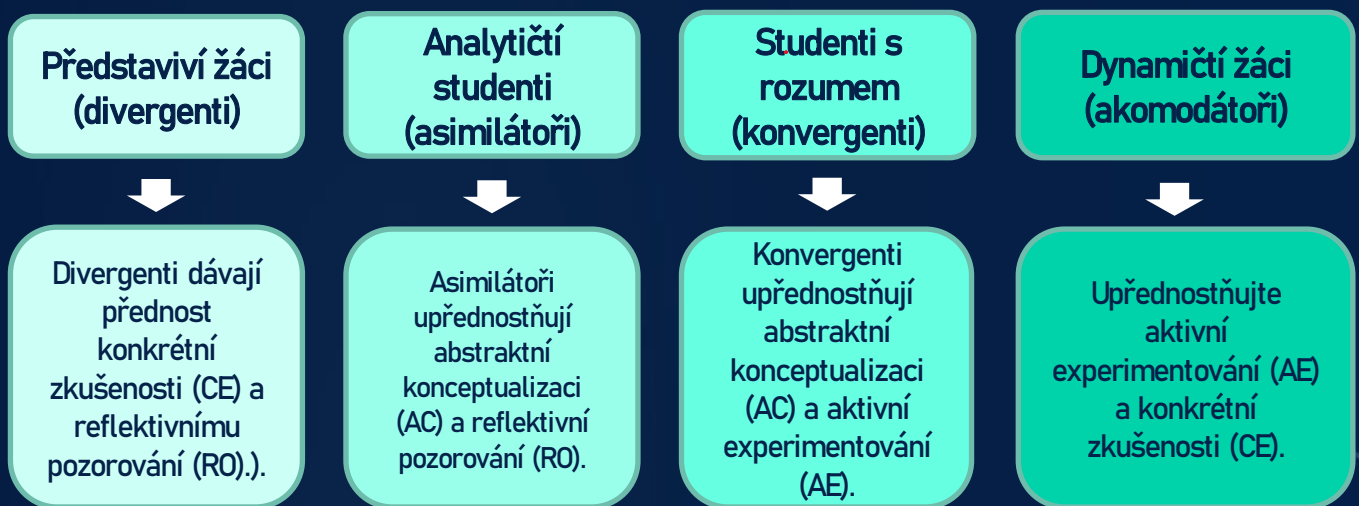 Představiví žáci
(divergenti)
Analytičtí
studenti
(asimilátoři)
Studenti s
rozumem
(konvergenti)
Dynamičtí žáci
(akomodátoři)
Divergenti dávají
přednost
konkrétní
zkušenosti (CE) a
reflektivnímu
pozorování (RO).).
Asimilátoři
upřednostňují
abstraktní
konceptualizaci
(AC) a reflektivní
pozorování (RO).
Konvergenti
upřednostňují
abstraktní
konceptualizaci
(AC) a aktivní
experimentování
(AE).
Upřednostňujte
aktivní
experimentování (AE)
a konkrétní
zkušenosti (CE).